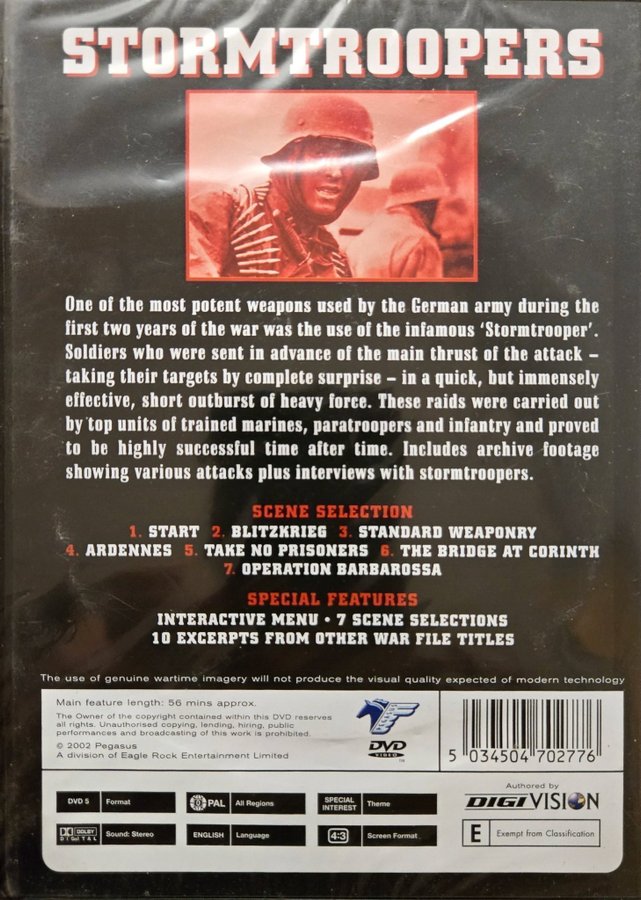 STORMTROOPERS
One of the most potent weapons used by the German army during the
first two years of the war was the use of the infamous ‘Stormtrooper’.
Soldiers who were sent in advance of the main thrust of the attack –
taking their targets by complete surprise – in a quick, but immensely
effective, short outburst of heavy force. These raids were carried out
by top units of trained marines, paratroopers and infantry and proved
to be highly successful time after time. Includes archive footage
showing various attacks plus interviews with stormtroopers.
SCENE SELECTION
1. START 2. BLITZKRIEG 3. STANDARD WEAPONRY
4. ARDENNES 5. TAKE NO PRISONERS 6. THE BRIDGE AT CORINTH
7. OPERATION BARBAROSSA
SPECIAL FEATURES
INTERACTIVE MENU • 7 SCENE SELECTIONS
10 EXCERPTS FROM OTHER WAR FILE TITLES
The use of genuine wartime imagery will not produce the visual quality expected of modern technology
Main feature length: 56 mins approx.
The Owner of the copyright contained within this DVD reserves
all rights. Unauthorised copying, lending, hiring, public
performances and broadcasting of this work is prohibited.
© 2002 Pegasus
A division of Eagle Rock Entertainment Limited
DVD
VIDEO
™
5 034504 702776
DVD 5 Format
PAL All Regions
SPECIAL INTEREST Theme
DOLBY DIGITAL Sound: Stereo
ENGLISH Language
4:3 Screen Format
Authored by
DIGIVISION
E Exempt from Classification